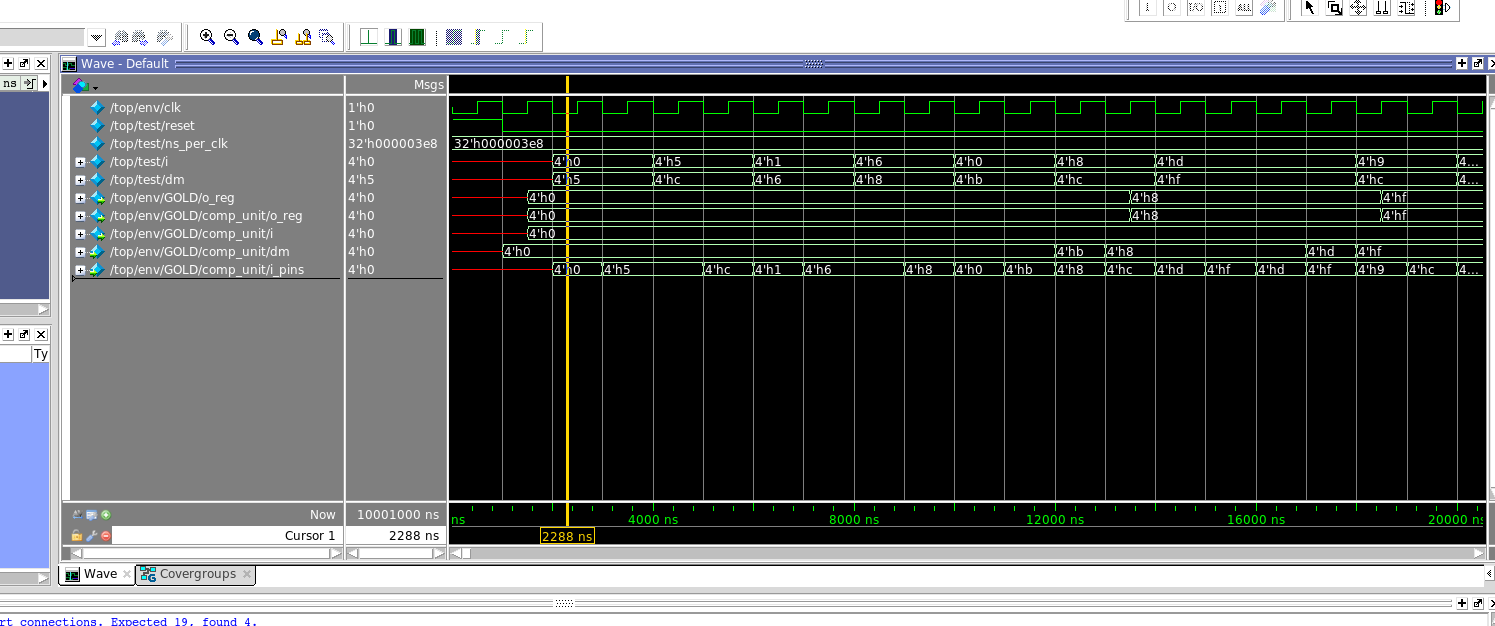 I/O
ALL
Wave - Default
ns
Msgs
/top/env/clk 1'h0
/top/test/reset 1'h0
/top/test/ns_per_clk 32'h000003e8 32'h000003e8
/top/test/i 4'h0 4'h0 4'h5 4'h1 4'h6 4'h0 4'h8 4'hd 4'h9 4...
/top/test/dm 4'h5 4'h5 4'hc 4'h6 4'h8 4'hb 4'hc 4'hf 4'hc 4...
/top/env/GOLD/o_reg 4'h0 4'h0 4'h8 4'hf
/top/env/GOLD/comp_unit/o_reg 4'h0 4'h0 4'h8 4'hf
/top/env/GOLD/comp_unit/i 4'h0 4'h0
/top/env/GOLD/comp_unit/dm 4'h0 4'h0 4'hb 4'h8 4'hd 4'hf
/top/env/GOLD/comp_unit/i_pins 4'h0 4'h0 4'h5 4'hc 4'h1 4'h6 4'h8 4'h0 4'hb 4'h8 4'hc 4'hd 4'hf 4'hd 4'hf 4'h9 4'hc 4...
Ty
Now 10001000 ns ns 4000 ns 8000 ns 12000 ns 16000 ns 20000 ns
Cursor 1 2288 ns 2288 ns
Wave Covergroups
rt connections. Expected 19, found 4.